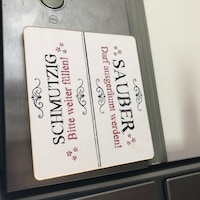 SAUBER
Darf ausgeräumt werden!
SCHMUTZIG
Bitte weiter füllen!